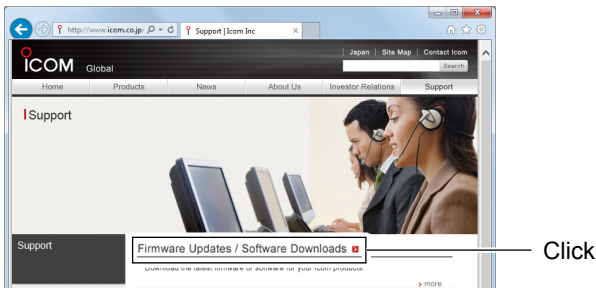 http://www.icom.co.jp/
Support | Icom Inc
Japan | Site Map | Contact Icom
ICOM Global
Search
Home Products News About Us Investor Relations Support
Support
Support
Firmware Updates / Software Downloads
Click
Download the latest firmware or software for your Icom products.
> more